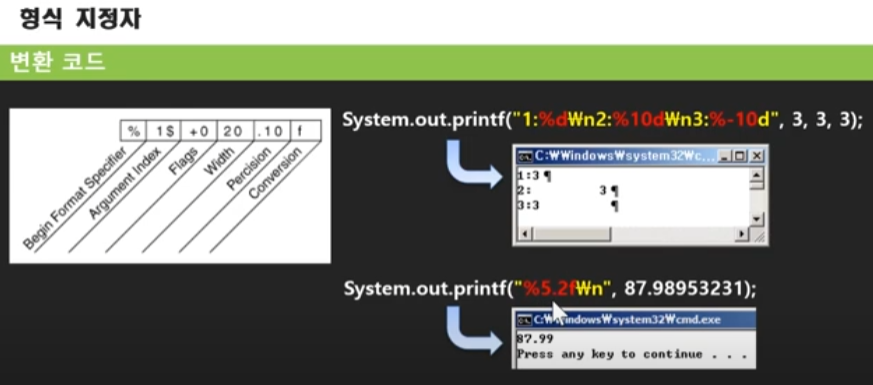 형식 지정자
변환 코드
% 1$ +0 20 .10 f
Begin Format Specifier
Argument Index
Flags
Width
Percision
Conversion
System.out.printf("1:%d₩n2:%10d₩n3:%-10d", 3, 3, 3);
C:₩Windows₩system32₩c...
1:3 ¶
2:         3 ¶
3:3         ¶
System.out.printf("%5.2f₩n", 87.98953231);
C:₩Windows₩system32₩cmd.exe
87.99
Press any key to continue . . .